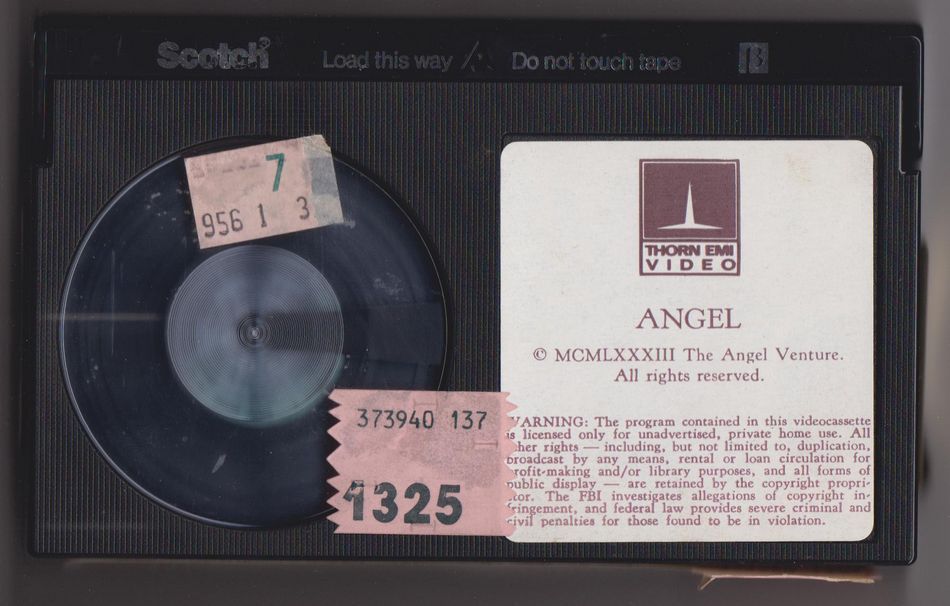 Scotch® Load this way Do not touch tape β
7
956 1 3
373940 137
1325
THORN EMI
VIDEO
ANGEL
© MCMLXXXIII The Angel Venture.
All rights reserved.
WARNING: The program contained in this videocassette
is licensed only for unadvertised, private home use. All
other rights — including, but not limited to, duplication,
broadcast by any means, rental or loan circulation for
profit-making and/or library purposes, and all forms of
public display — are retained by the copyright propri-
etor. The FBI investigates allegations of copyright in-
fringement, and federal law provides severe criminal and
civil penalties for those found to be in violation.